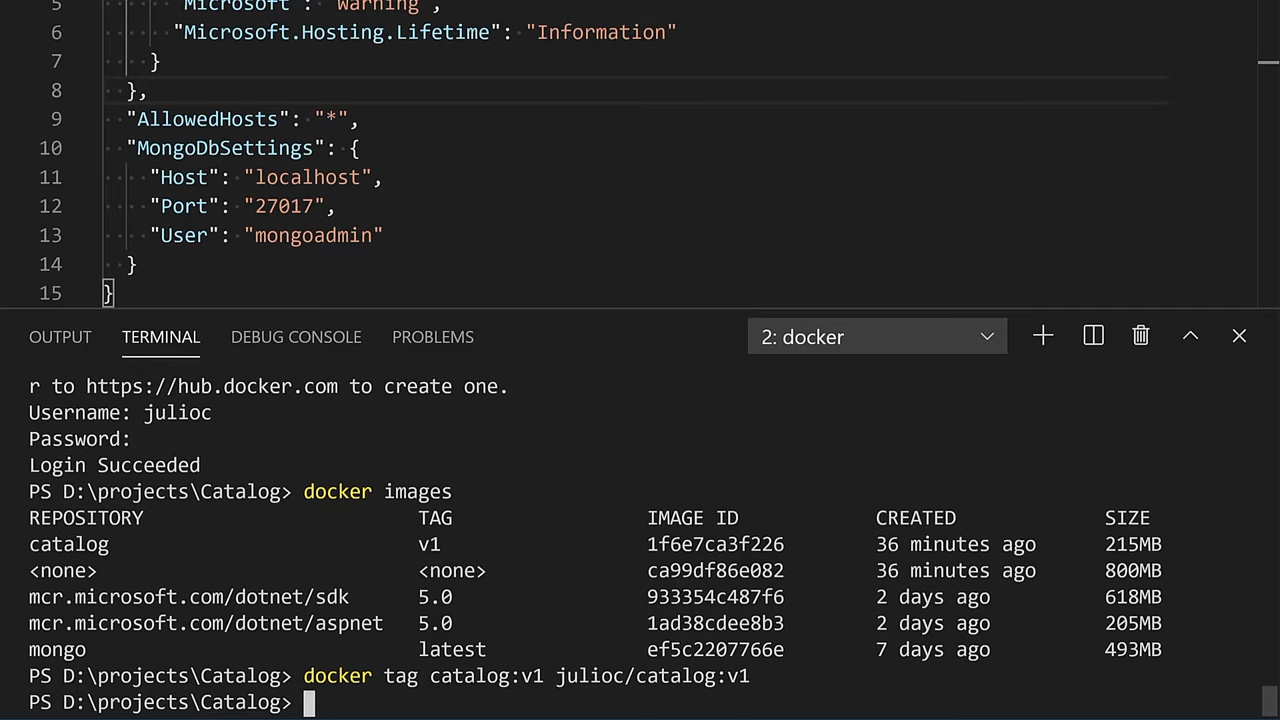 5 "Microsoft": "Warning",
6 "Microsoft.Hosting.Lifetime": "Information"
7 }
8 },
9 "AllowedHosts": "*",
10 "MongoDbSettings": {
11 "Host": "localhost",
12 "Port": "27017",
13 "User": "mongoadmin"
14 }
15 }
OUTPUT TERMINAL DEBUG CONSOLE PROBLEMS 2: docker
r to https://hub.docker.com to create one.
Username: julioc
Password:
Login Succeeded
PS D:\projects\Catalog> docker images
REPOSITORY TAG IMAGE ID CREATED SIZE
catalog v1 1f6e7ca3f226 36 minutes ago 215MB
<none> <none> ca99df86e082 36 minutes ago 800MB
mcr.microsoft.com/dotnet/sdk 5.0 933354c487f6 2 days ago 618MB
mcr.microsoft.com/dotnet/aspnet 5.0 1ad38cdee8b3 2 days ago 205MB
mongo latest ef5c2207766e 7 days ago 493MB
PS D:\projects\Catalog> docker tag catalog:v1 julioc/catalog:v1
PS D:\projects\Catalog>